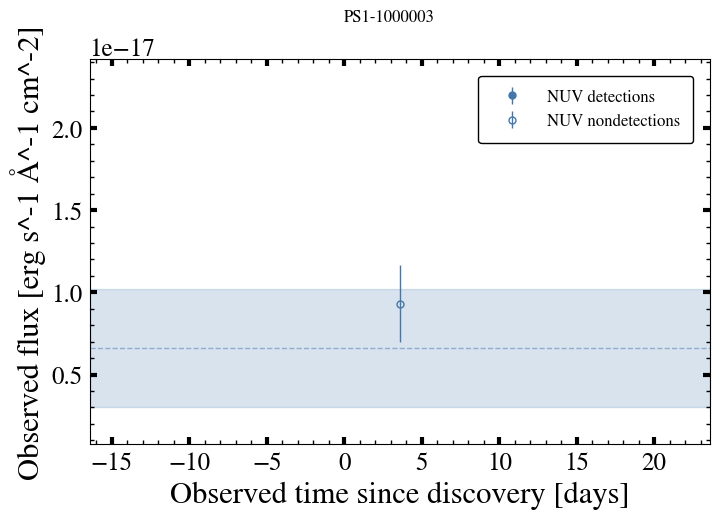 PS1-1000003
1e−17
Observed flux [erg s^-1 Å^-1 cm^-2]
2.0
1.5
1.0
0.5
NUV detections
NUV nondetections
−15 −10 −5 0 5 10 15 20
Observed time since discovery [days]